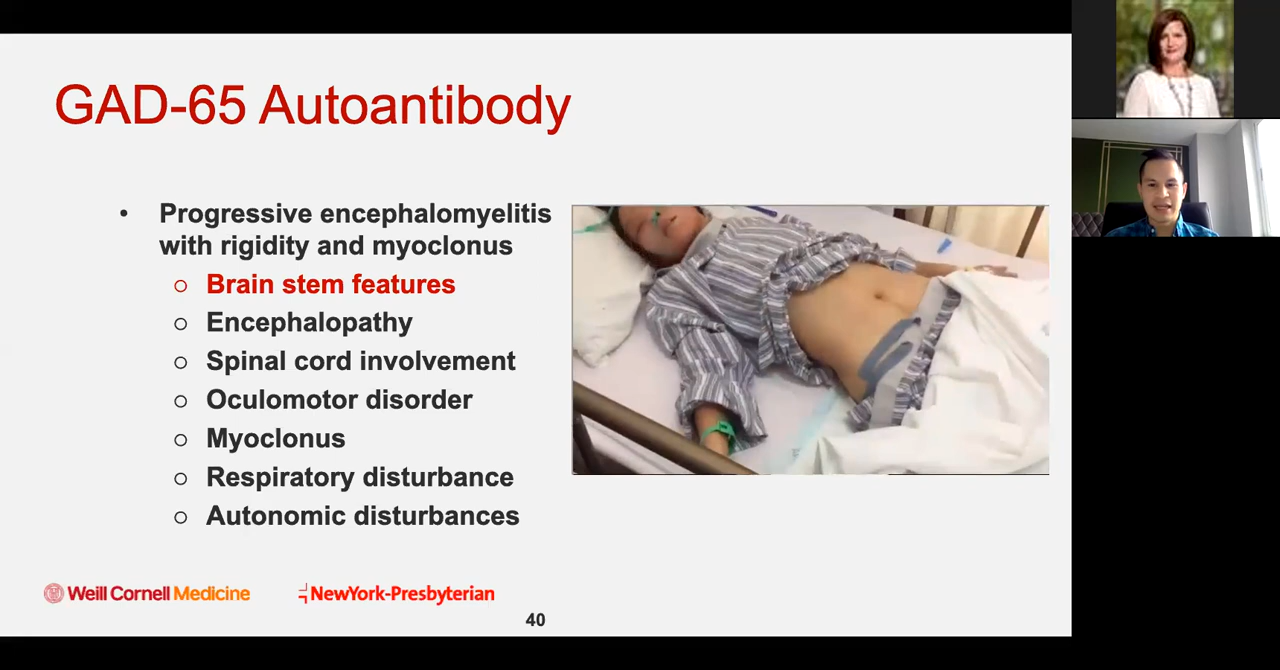 GAD-65 Autoantibody
• Progressive encephalomyelitis
with rigidity and myoclonus
○ Brain stem features
○ Encephalopathy
○ Spinal cord involvement
○ Oculomotor disorder
○ Myoclonus
○ Respiratory disturbance
○ Autonomic disturbances
Weill Cornell Medicine
NewYork-Presbyterian
40